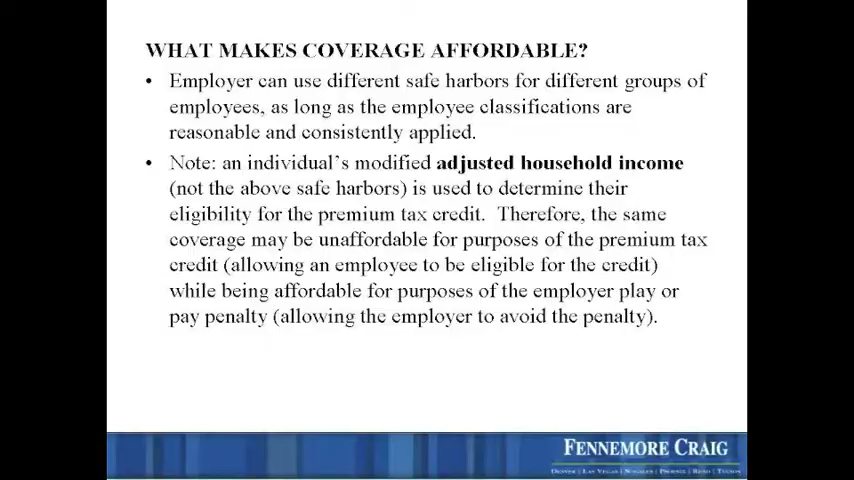 WHAT MAKES COVERAGE AFFORDABLE?
• Employer can use different safe harbors for different groups of
employees, as long as the employee classifications are
reasonable and consistently applied.
• Note: an individual's modified adjusted household income
(not the above safe harbors) is used to determine their
eligibility for the premium tax credit. Therefore, the same
coverage may be unaffordable for purposes of the premium tax
credit (allowing an employee to be eligible for the credit)
while being affordable for purposes of the employer play or
pay penalty (allowing the employer to avoid the penalty).
FENNEMORE CRAIG
DENVER | LAS VEGAS | NOGALES | PHOENIX | RENO | TUCSON